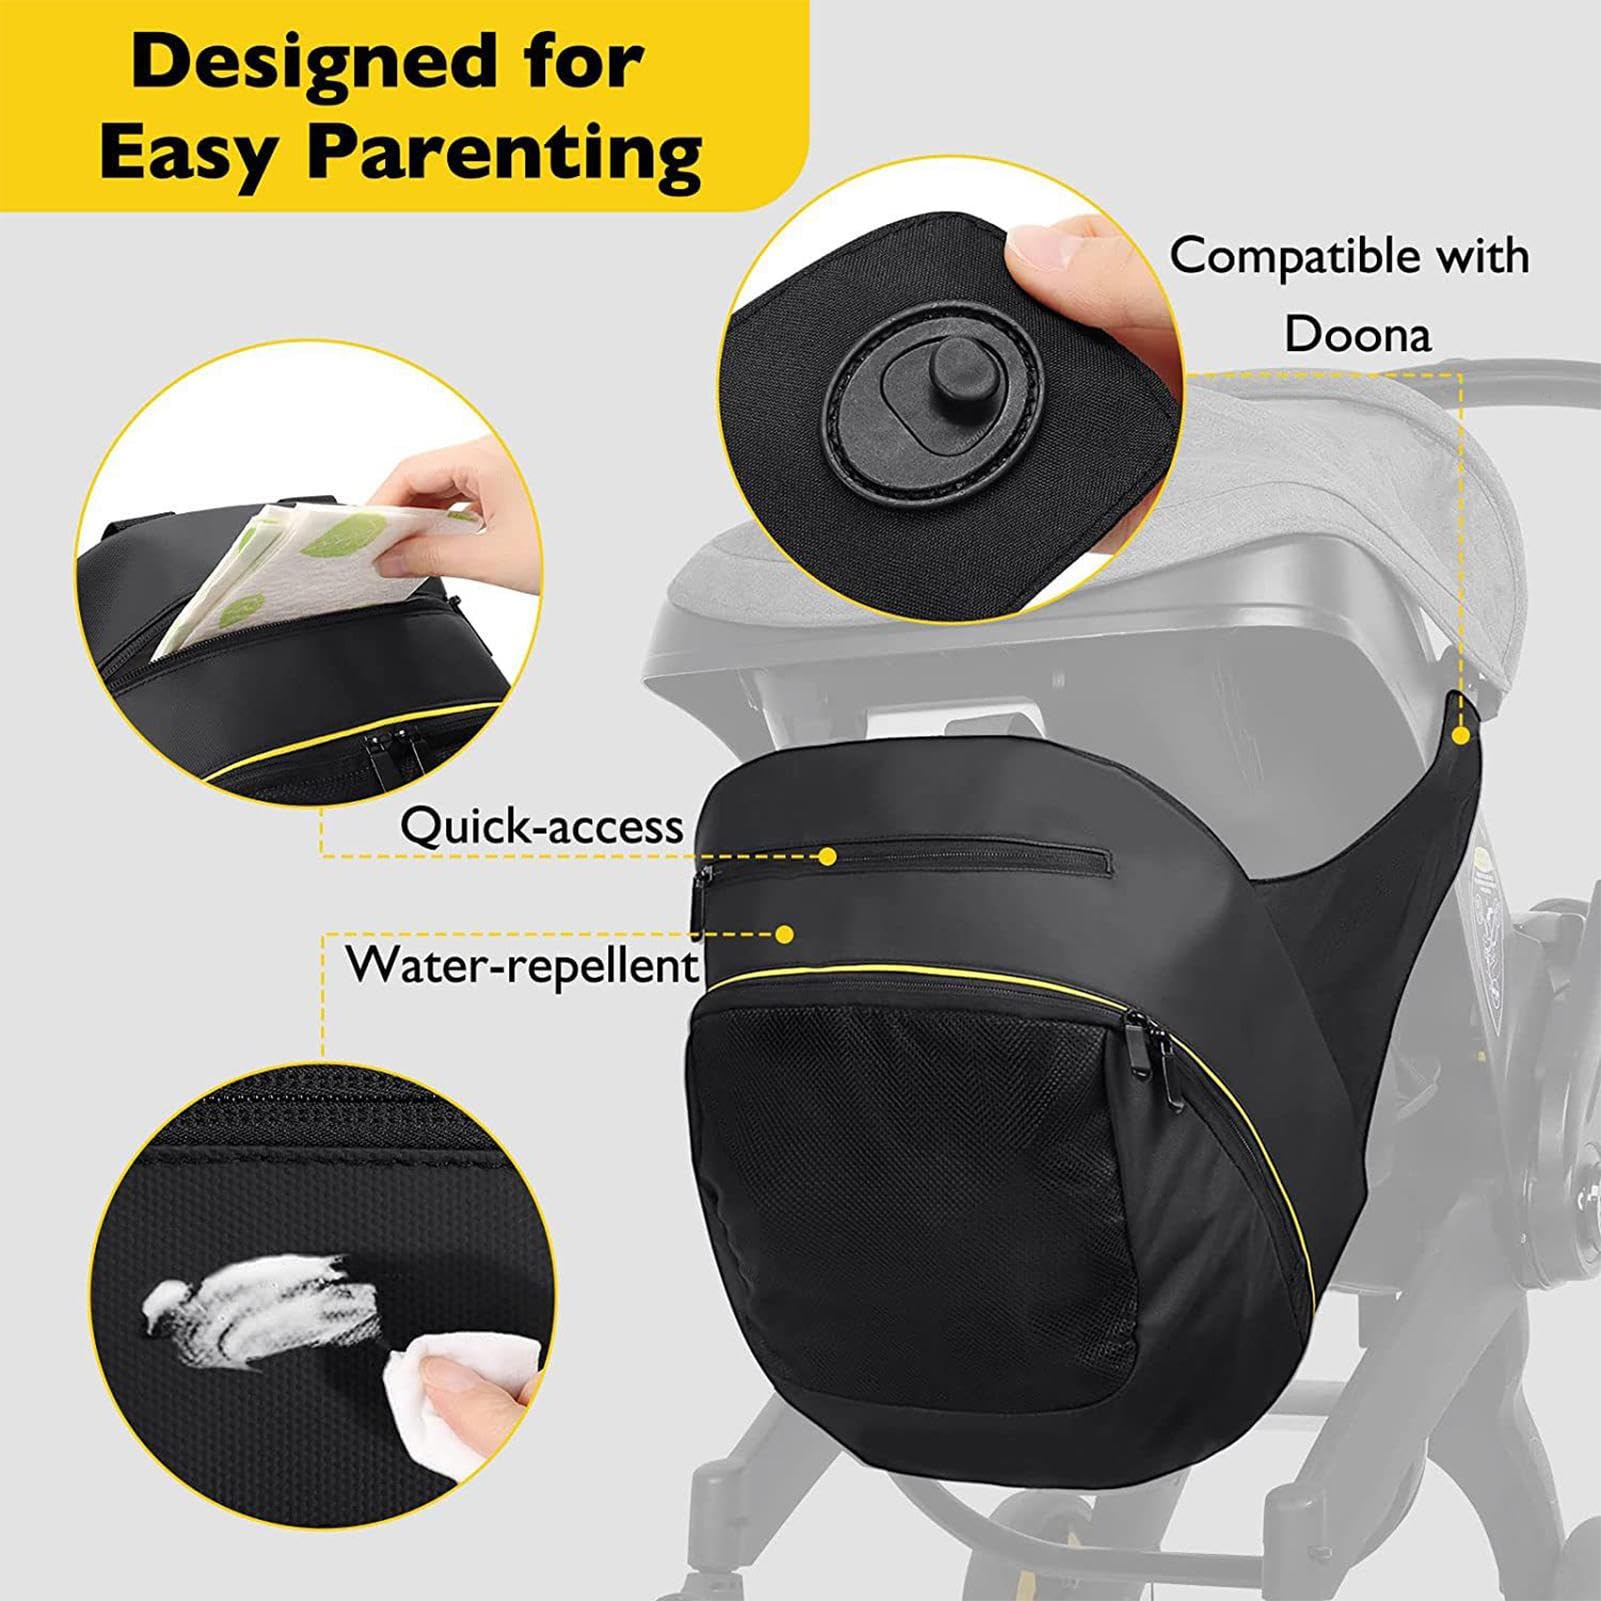 Designed for
Easy Parenting
Compatible with
Doona
Quick-access
Water-repellent